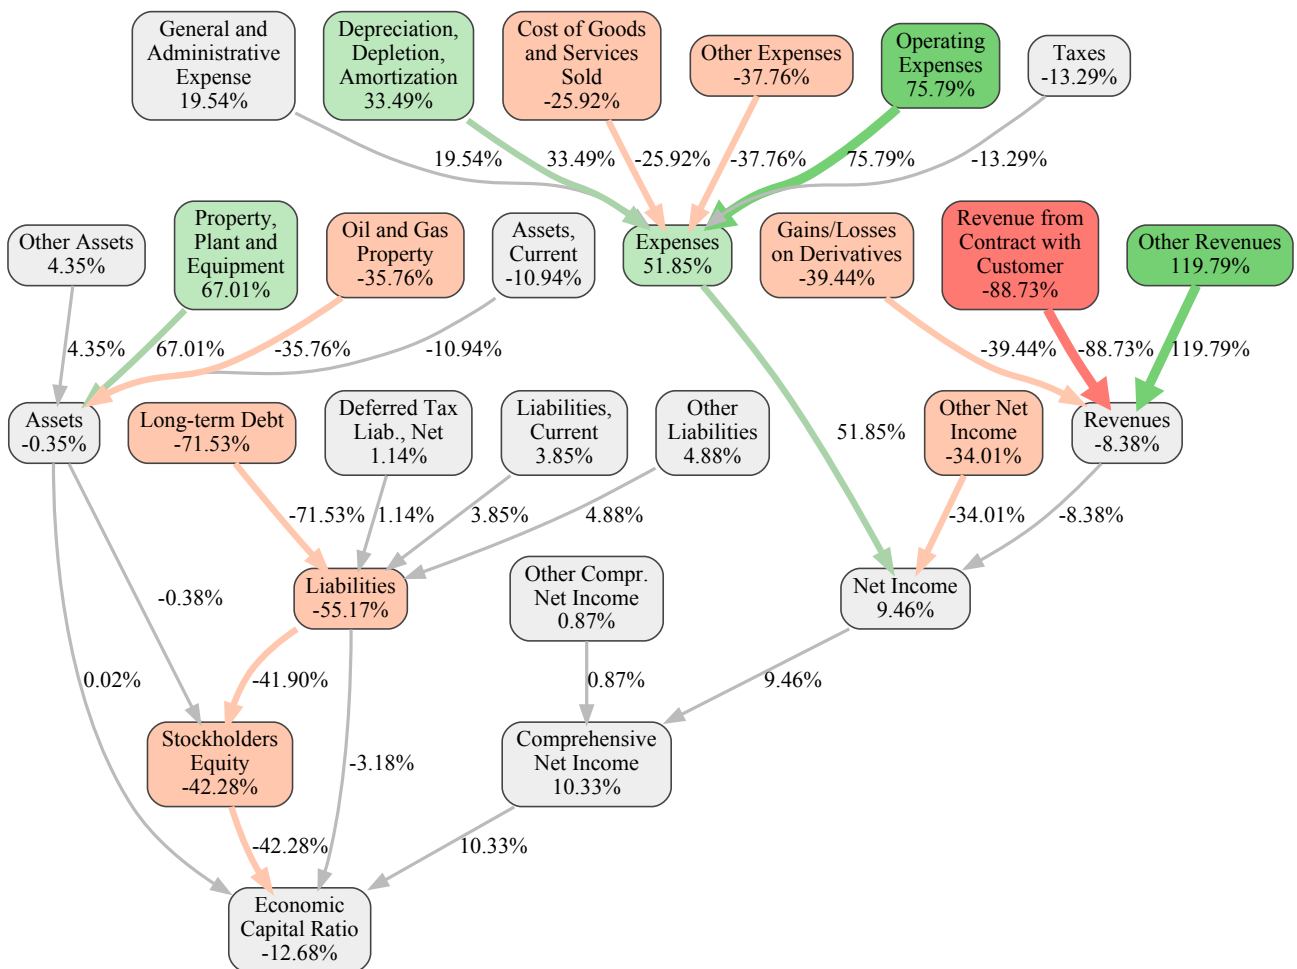 General and
Administrative
Expense
19.54%
Depreciation,
Depletion,
Amortization
33.49%
Cost of Goods
and Services
Sold
-25.92%
Other Expenses
-37.76%
Operating
Expenses
75.79%
Taxes
-13.29%
19.54%
33.49%
-25.92%
-37.76%
75.79%
-13.29%
Other Assets
4.35%
Property,
Plant and
Equipment
67.01%
Oil and Gas
Property
-35.76%
Assets,
Current
-10.94%
Expenses
51.85%
Gains/Losses
on Derivatives
-39.44%
Revenue from
Contract with
Customer
-88.73%
Other Revenues
119.79%
4.35%
67.01%
-35.76%
-10.94%
-39.44%
-88.73%
119.79%
Assets
-0.35%
Long-term Debt
-71.53%
Deferred Tax
Liab., Net
1.14%
Liabilities,
Current
3.85%
Other
Liabilities
4.88%
51.85%
Other Net
Income
-34.01%
Revenues
-8.38%
-71.53%
1.14%
3.85%
4.88%
-34.01%
-8.38%
-0.38%
Liabilities
-55.17%
Other Compr.
Net Income
0.87%
Net Income
9.46%
0.02%
-41.90%
0.87%
9.46%
Stockholders
Equity
-42.28%
-3.18%
Comprehensive
Net Income
10.33%
-42.28%
10.33%
Economic
Capital Ratio
-12.68%